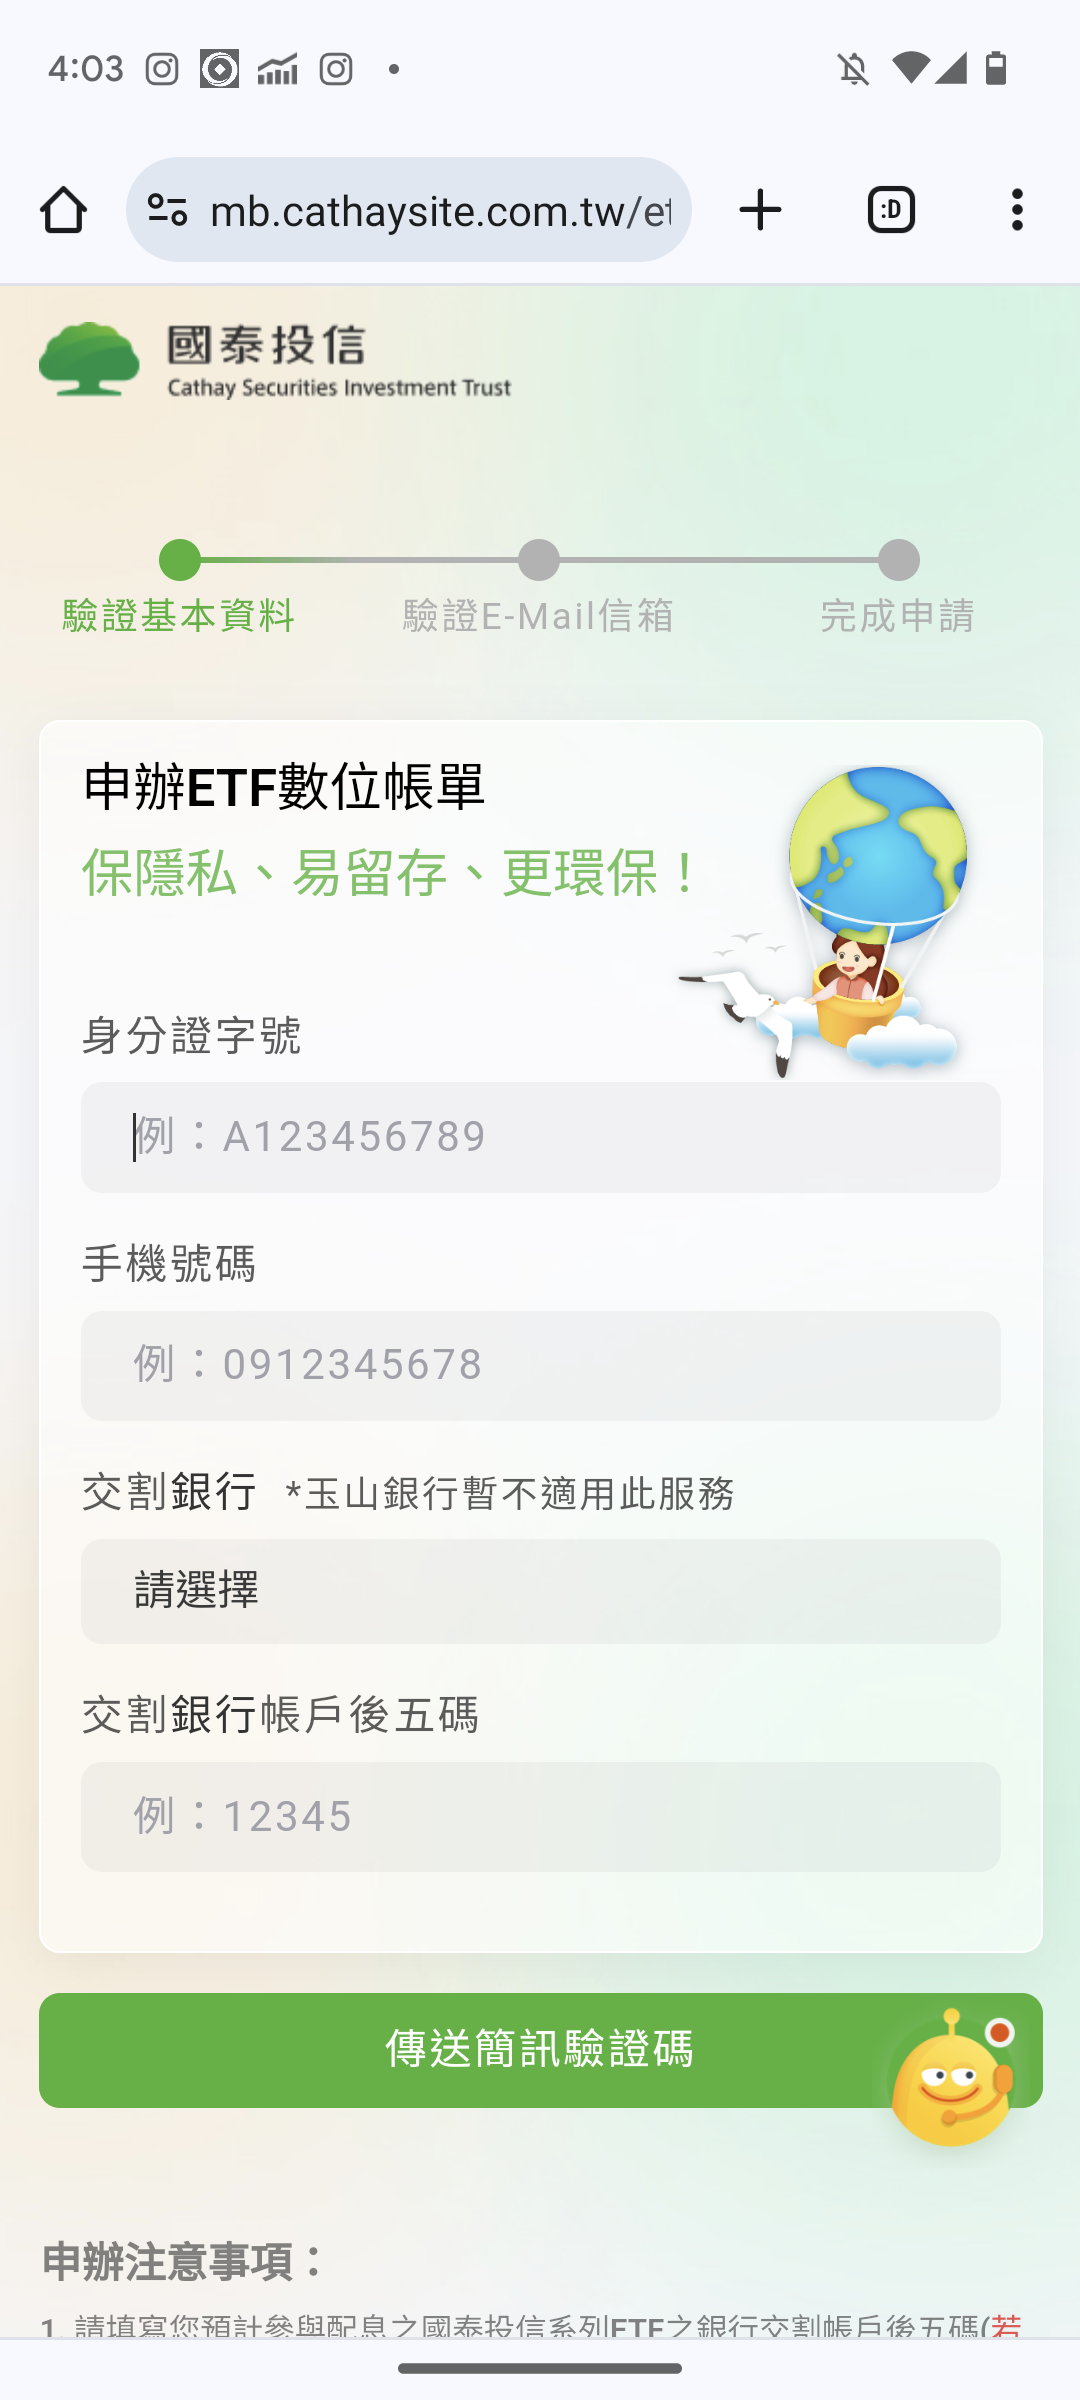 4:03
mb.cathaysite.com.tw/et
國泰投信
Cathay Securities Investment Trust
驗證基本資料
驗證E-Mail信箱
完成申請
申辦ETF數位帳單
保隱私、易留存、更環保！
身分證字號
例：A123456789
手機號碼
例：0912345678
交割銀行 *玉山銀行暫不適用此服務
請選擇
交割銀行帳戶後五碼
例：12345
傳送簡訊驗證碼
申辦注意事項：
1. 請填寫您預計參與配息之國泰投信系列ETF之銀行交割帳戶後五碼(若